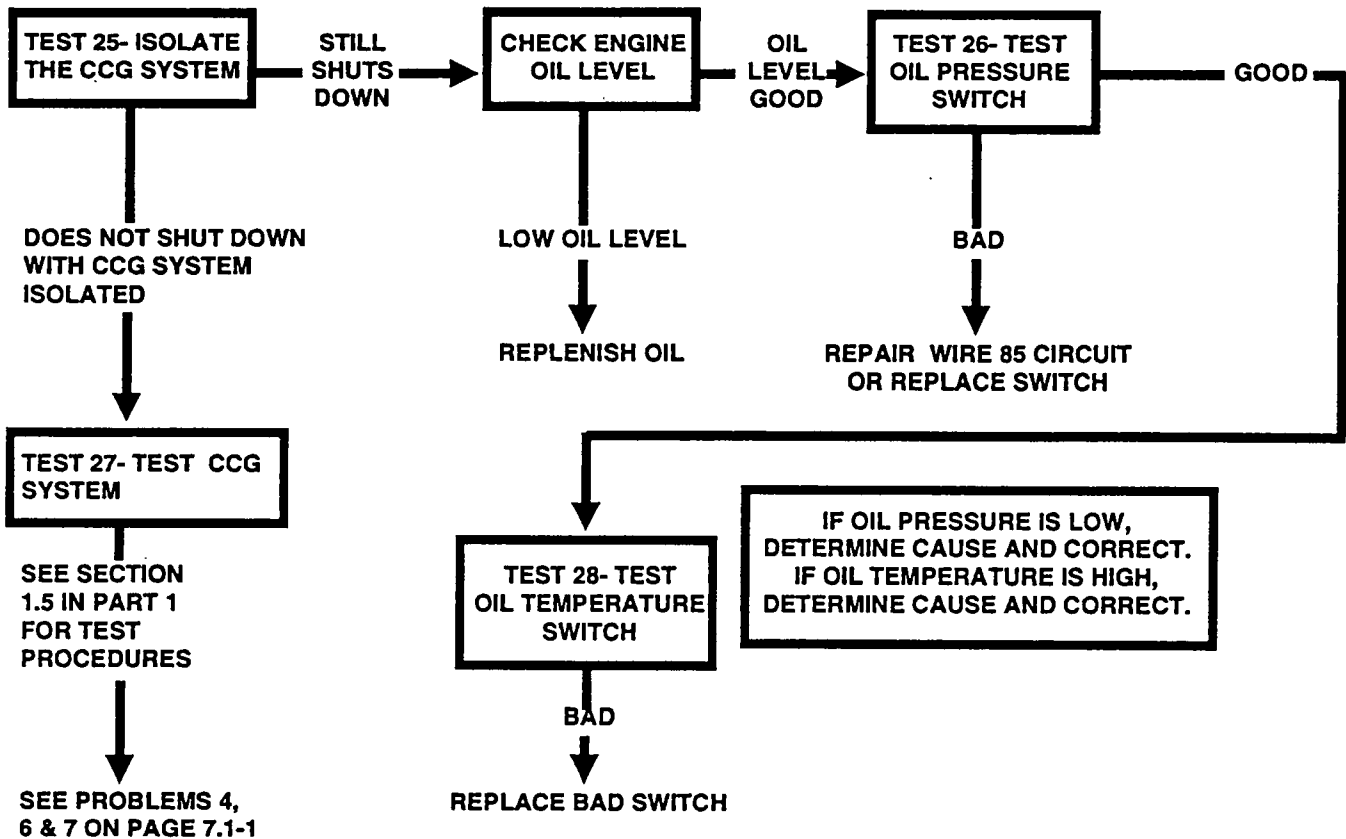 TEST 25- ISOLATE
THE CCG SYSTEM
STILL
SHUTS
DOWN
CHECK ENGINE
OIL LEVEL
OIL
LEVEL
GOOD
TEST 26- TEST
OIL PRESSURE
SWITCH
GOOD
DOES NOT SHUT DOWN
WITH CCG SYSTEM
ISOLATED
LOW OIL LEVEL
BAD
REPLENISH OIL
REPAIR WIRE 85 CIRCUIT
OR REPLACE SWITCH
TEST 27- TEST CCG
SYSTEM
SEE SECTION
1.5 IN PART 1
FOR TEST
PROCEDURES
SEE PROBLEMS 4,
6 & 7 ON PAGE 7.1-1
TEST 28- TEST
OIL TEMPERATURE
SWITCH
BAD
REPLACE BAD SWITCH
IF OIL PRESSURE IS LOW,
DETERMINE CAUSE AND CORRECT.
IF OIL TEMPERATURE IS HIGH,
DETERMINE CAUSE AND CORRECT.